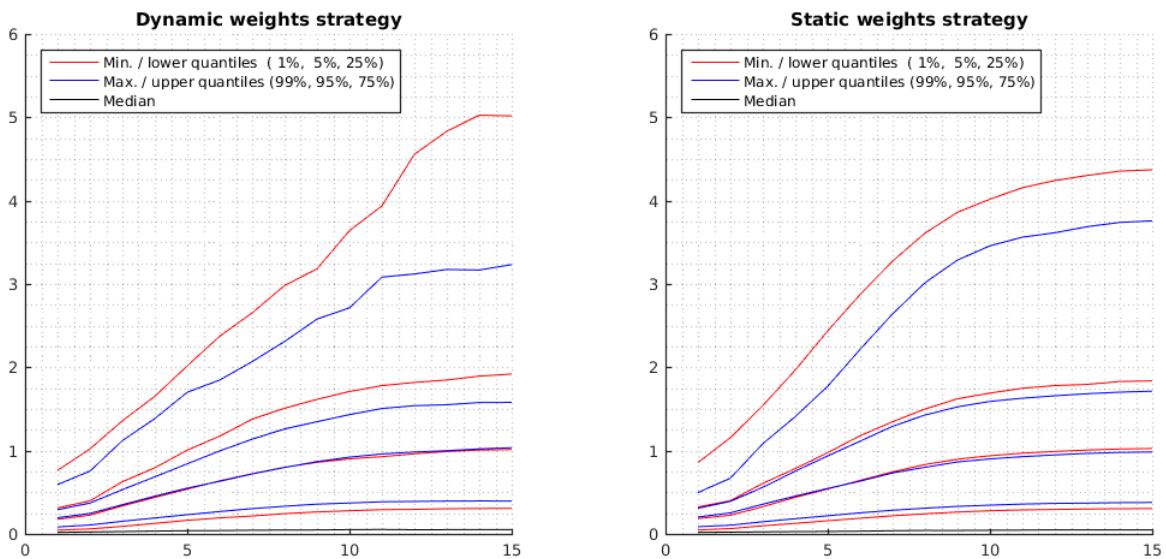 Dynamic weights strategy
6
5
4
3
2
1
0
Min. / lower quantiles ( 1%, 5%, 25%)
Max. / upper quantiles (99%, 95%, 75%)
Median
0 5 10 15
Static weights strategy
6
5
4
3
2
1
0
Min. / lower quantiles ( 1%, 5%, 25%)
Max. / upper quantiles (99%, 95%, 75%)
Median
0 5 10 15